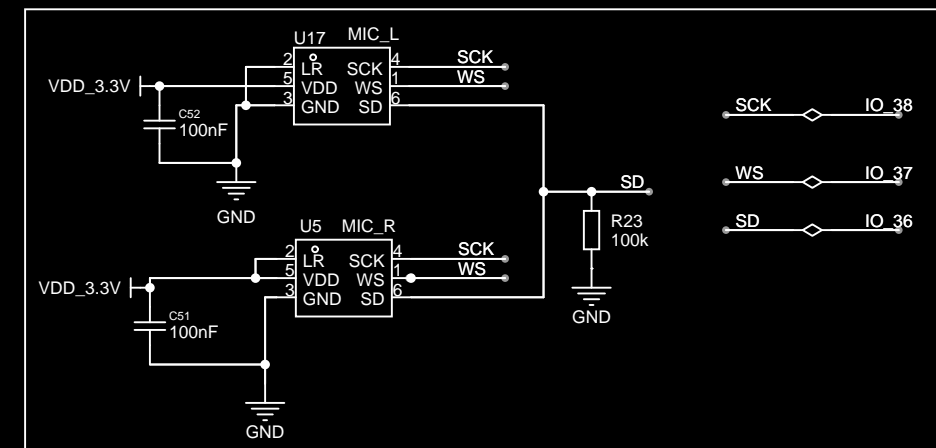 U17 MIC_L
2 LR SCK 4 SCK
VDD_3.3V 5 VDD WS 1 WS
3 GND SD 6
C52
100nF
GND
SCK IO_38
WS IO_37
SD
SD IO_36
R23
100k
GND
U5 MIC_R
2 LR SCK 4 SCK
5 VDD WS 1 WS
VDD_3.3V 3 GND SD 6
C51
100nF
GND